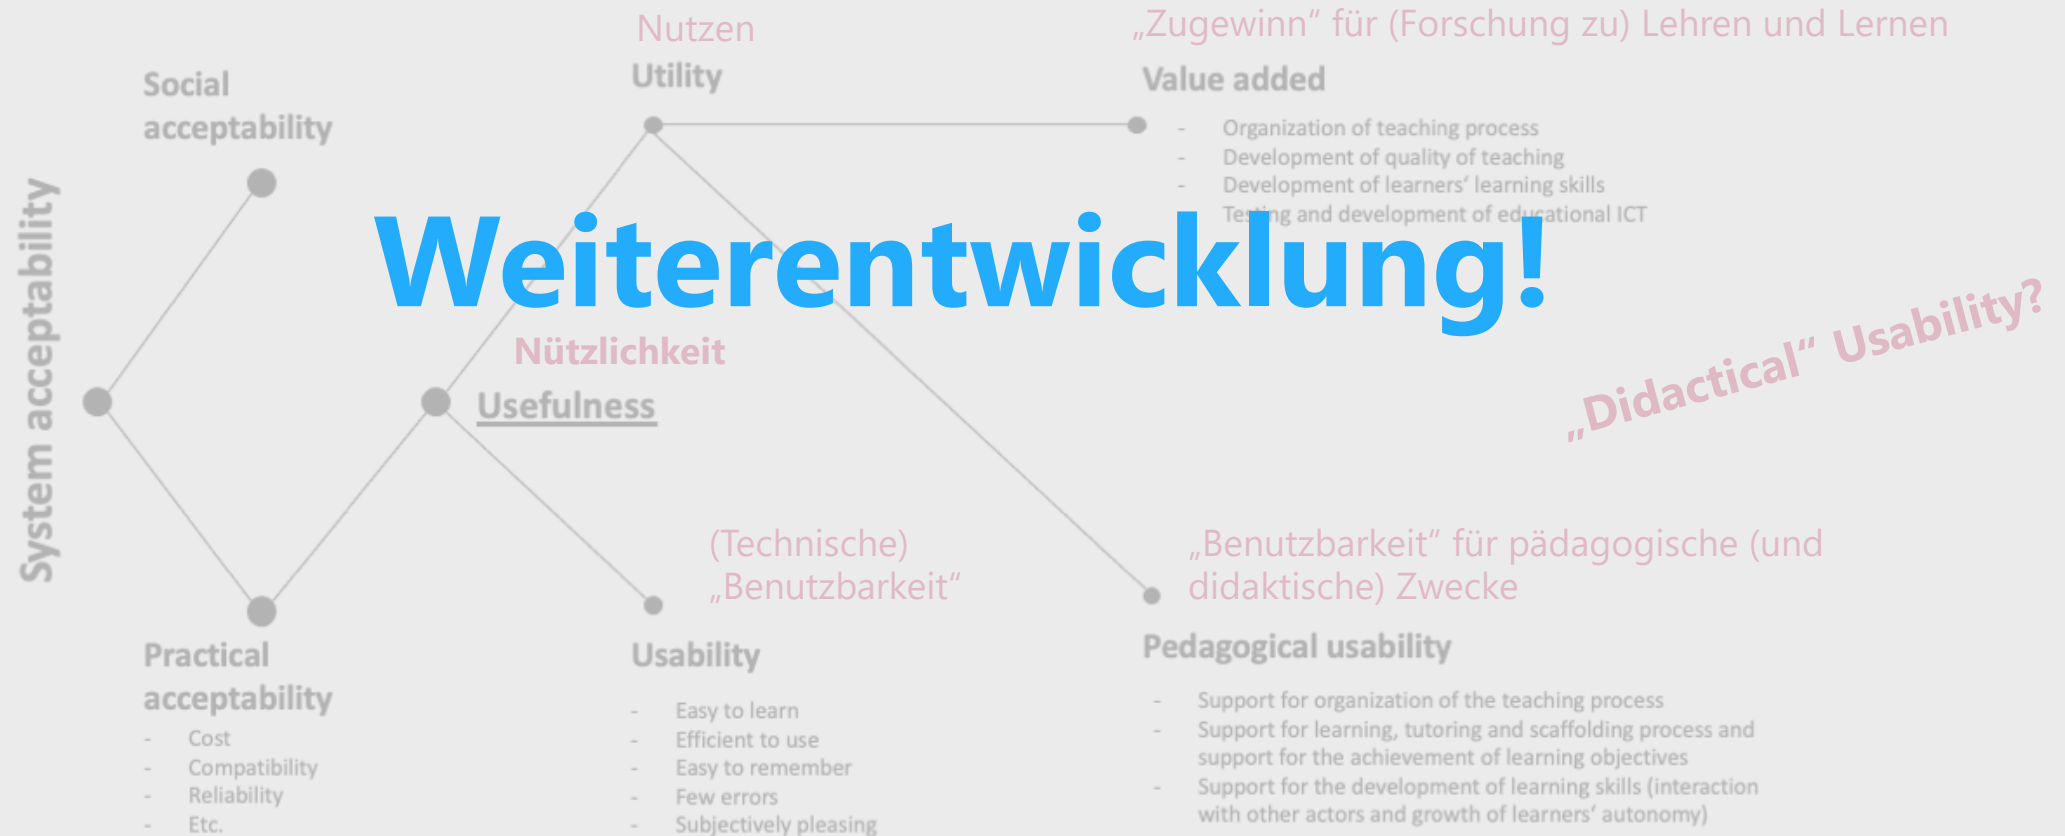 Nutzen
„Zugewinn“ für (Forschung zu) Lehren und Lernen
Social
acceptability
Utility
Value added
- Organization of teaching process
- Development of quality of teaching
- Development of learners‘ learning skills
Testing and development of educational ICT
System acceptability
Weiterentwicklung!
„Didactical“ Usability?
Nützlichkeit
Usefulness
(Technische)
„Benutzbarkeit“
„Benutzbarkeit“ für pädagogische (und
didaktische) Zwecke
Practical
acceptability
- Cost
- Compatibility
- Reliability
- Etc.
Usability
- Easy to learn
- Efficient to use
- Easy to remember
- Few errors
- Subjectively pleasing
Pedagogical usability
- Support for organization of the teaching process
- Support for learning, tutoring and scaffolding process and
support for the achievement of learning objectives
- Support for the development of learning skills (interaction
with other actors and growth of learners‘ autonomy)